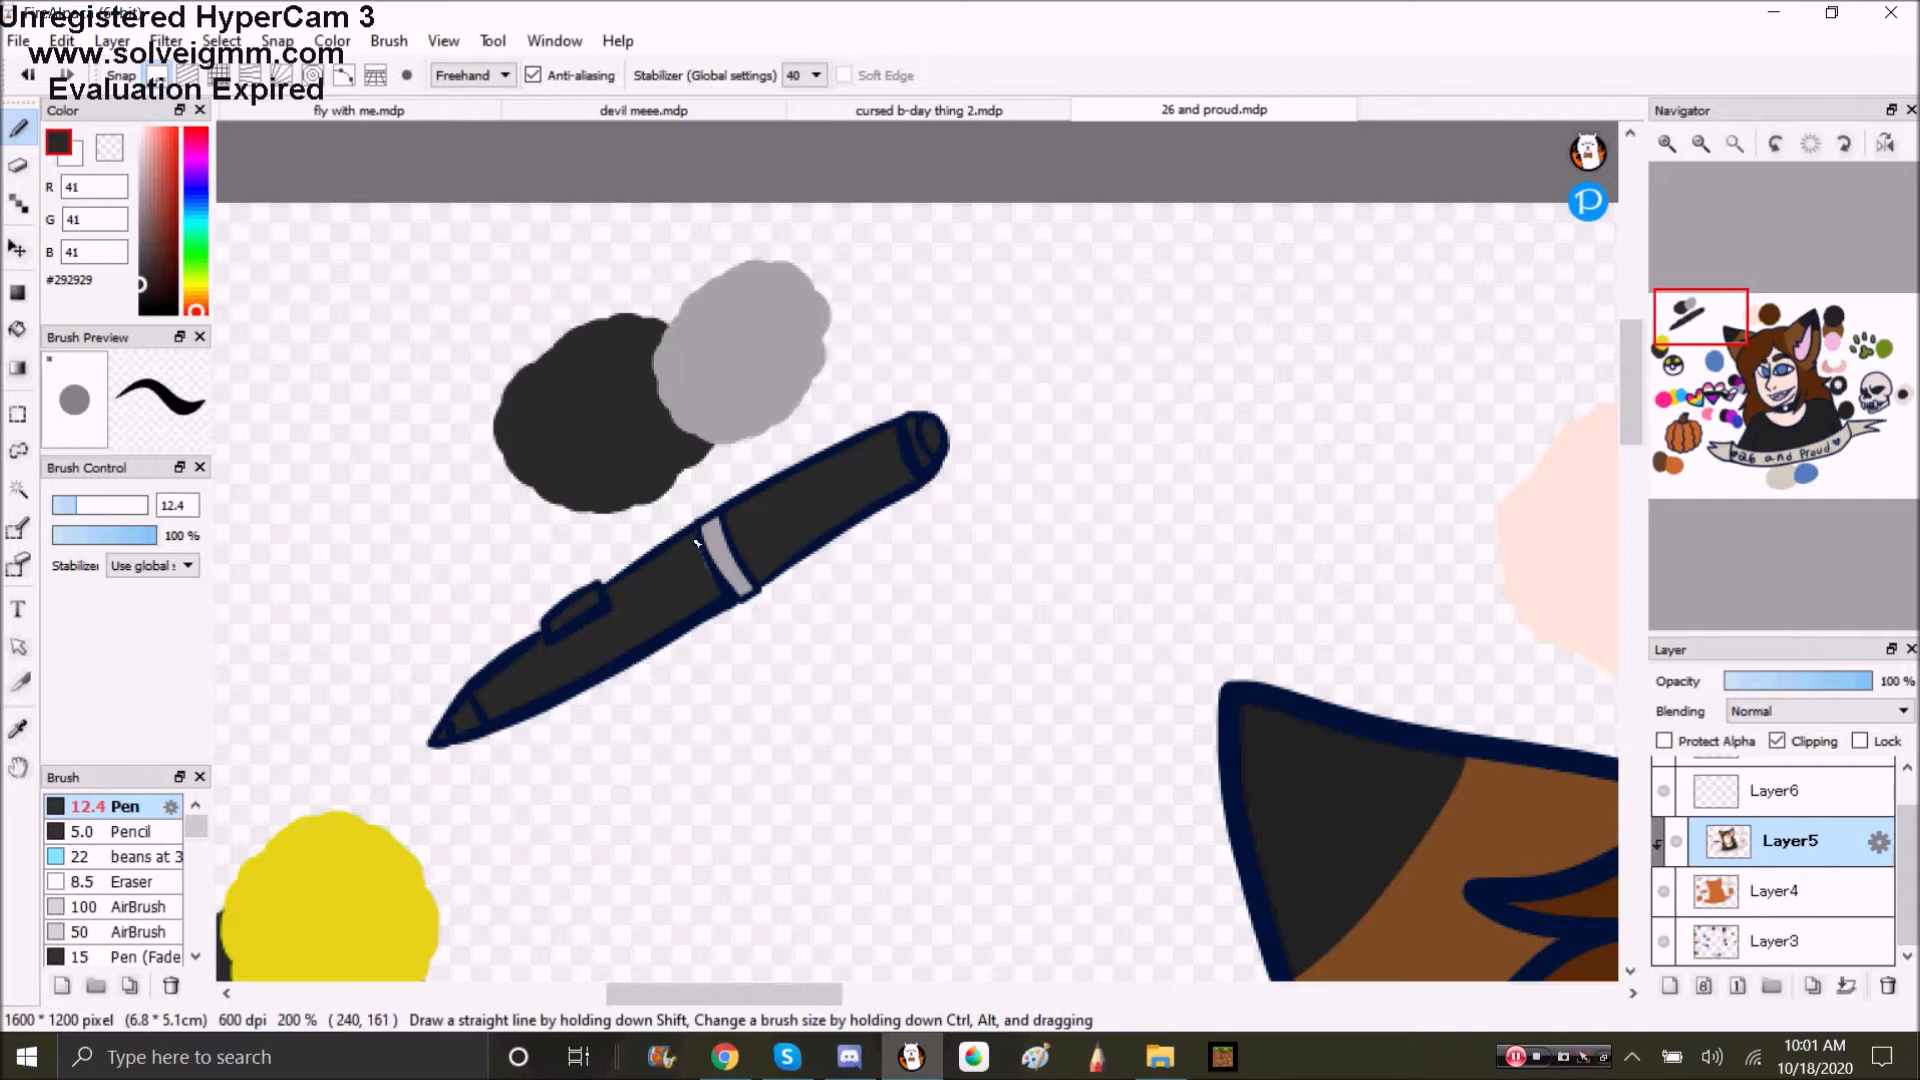 Unregistered HyperCam 3
www.solveigmm.com
Evaluation Expired
File Edit Layer Filter Select Snap Color Brush View Tool Window Help
Snap Freehand Anti-aliasing Stabilizer (Global settings) 40 Soft Edge
Color
fly with me.mdp devil meee.mdp cursed b-day thing 2.mdp 26 and proud.mdp
Navigator
R 41
G 41
B 41
#292929
Brush Preview
*
Brush Control
12.4
100 %
Stabilizer Use global s
Brush
12.4 Pen
5.0 Pencil
22 beans at 3
8.5 Eraser
100 AirBrush
50 AirBrush
15 Pen (Fade
26 and Proud
Layer
Opacity 100 %
Blending Normal
Protect Alpha Clipping Lock
Layer6
Layer5
Layer4
Layer3
1600 * 1200 pixel (6.8 * 5.1cm) 600 dpi 200 % ( 240, 161 ) Draw a straight line by holding down Shift, Change a brush size by holding down Ctrl, Alt, and dragging
Type here to search
10:01 AM
10/18/2020